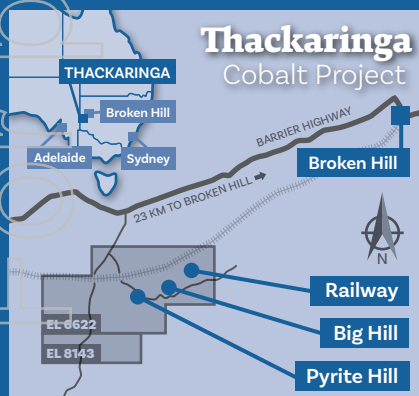 Thackaringa
Cobalt Project
THACKARINGA
Broken Hill
Adelaide
Sydney
BARRIER HIGHWAY
23 KM TO BROKEN HILL
Broken Hill
N
Railway
Big Hill
Pyrite Hill
EL 6622
EL 8143